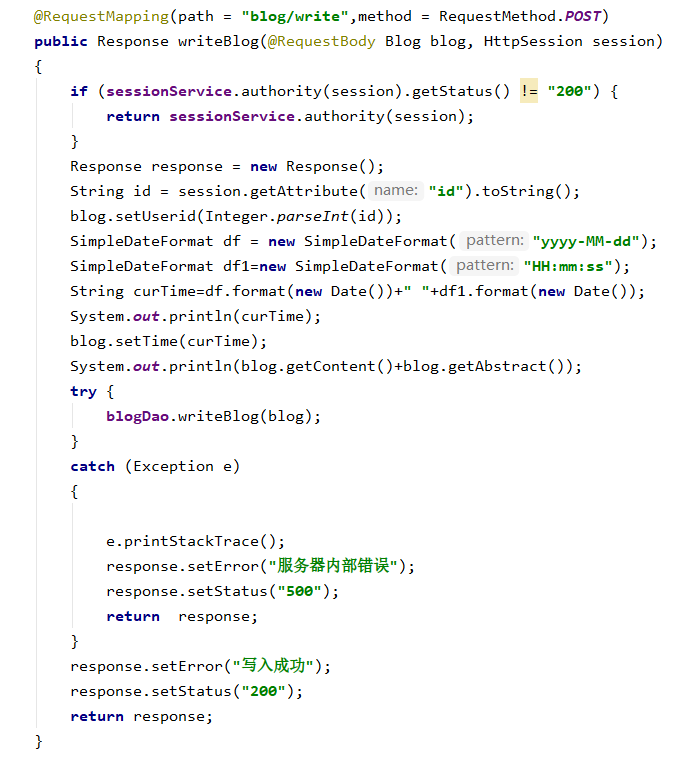 @RequestMapping(path = "blog/write",method = RequestMethod.POST)
public Response writeBlog(@RequestBody Blog blog, HttpSession session)
{
    if (sessionService.authority(session).getStatus() != "200") {
        return sessionService.authority(session);
    }
    Response response = new Response();
    String id = session.getAttribute( name: "id").toString();
    blog.setUserid(Integer.parseInt(id));
    SimpleDateFormat df = new SimpleDateFormat( pattern: "yyyy-MM-dd");
    SimpleDateFormat df1=new SimpleDateFormat( pattern: "HH:mm:ss");
    String curTime=df.format(new Date())+" "+df1.format(new Date());
    System.out.println(curTime);
    blog.setTime(curTime);
    System.out.println(blog.getContent()+blog.getAbstract());
    try {
        blogDao.writeBlog(blog);
    }
    catch (Exception e)
    {
        e.printStackTrace();
        response.setError("服务器内部错误");
        response.setStatus("500");
        return  response;
    }
    response.setError("写入成功");
    response.setStatus("200");
    return response;
}